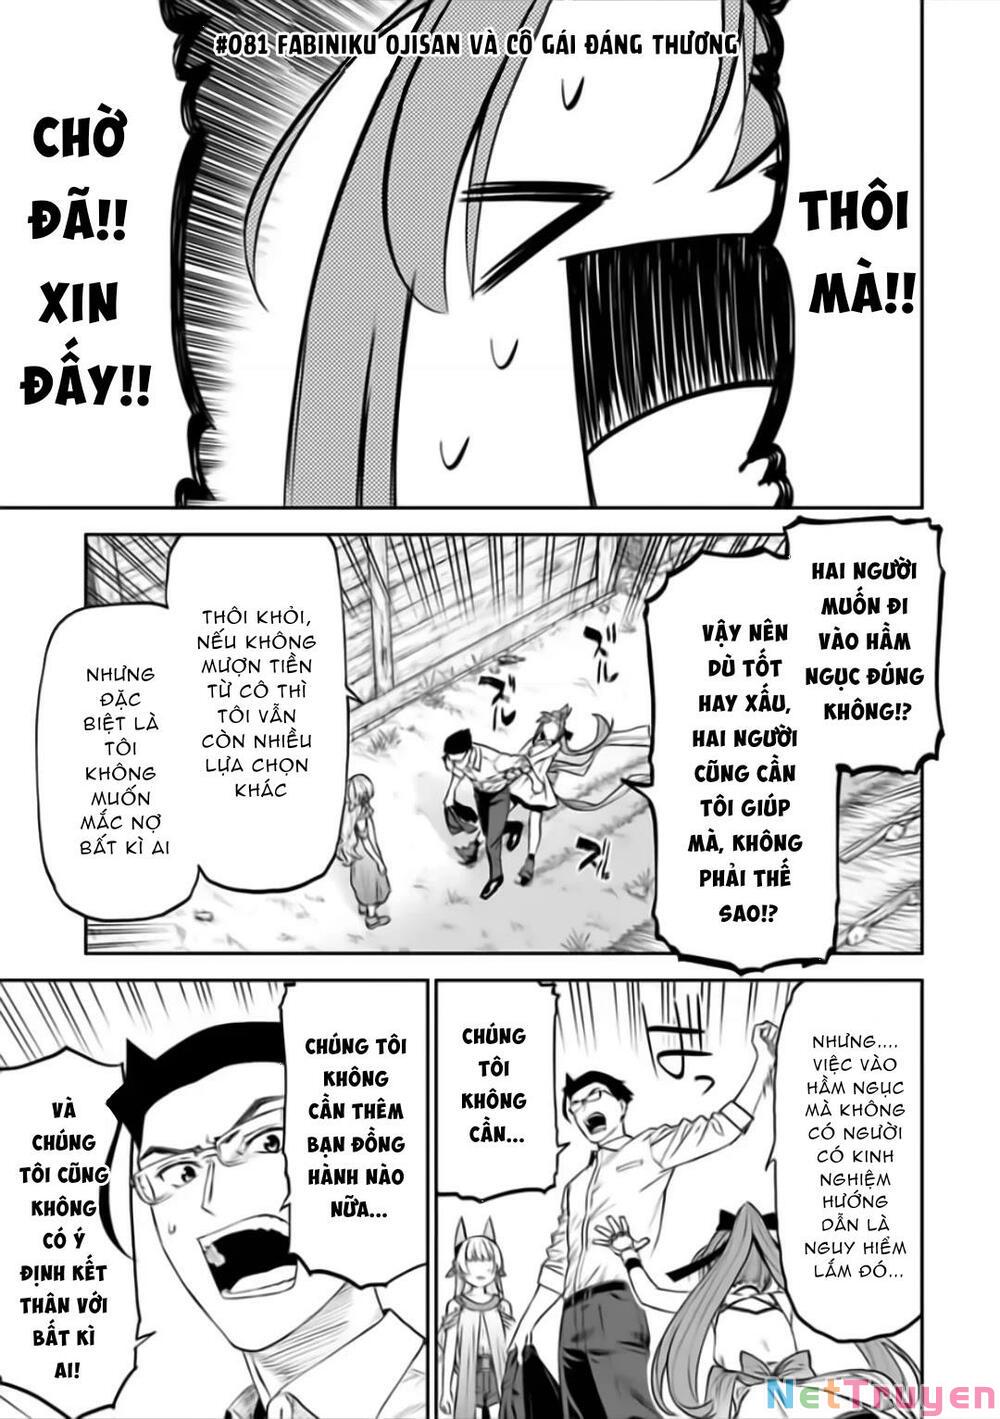 #081 FABINIKU OJISAN VÀ CÔ GÁI ĐÁNG THƯƠNG
THÔI
MÀ!!
CHỜ
ĐÃ!!
XIN
ĐẤY!!
HAI NGƯỜI
MUỐN ĐI
VÀO HẦM
NGỤC ĐÚNG
KHÔNG!?
VẬY NÊN
DÙ TỐT
HAY XẤU,
HAI NGƯỜI
CŨNG CẦN
TÔI GIÚP
MÀ, KHÔNG
PHẢI THẾ
SAO!?
THÔI KHỎI,
NẾU KHÔNG
MƯỢN TIỀN
TỪ CÔ THÌ
TÔI VẪN
CÒN NHIỀU
LỰA CHỌN
KHÁC
NHƯNG
ĐẶC
BIỆT LÀ
TÔI
KHÔNG
MUỐN
MẮC NỢ
BẤT KÌ AI
NHƯNG....
VIỆC VÀO
HẦM NGỤC
MÀ KHÔNG
CÓ NGƯỜI
CÓ KINH
NGHIỆM
HƯỚNG
DẪN LÀ
NGUY HIỂM
LẮM ĐÓ...
CHÚNG
TÔI
KHÔNG
CẦN...
CHÚNG TÔI
KHÔNG
CẦN THÊM
BẠN ĐỒNG
HÀNH NÀO
NỮA...
VÀ
CHÚNG
TÔI CŨNG
KHÔNG
CÓ Ý
ĐỊNH KẾT
THÂN VỚI
BẤT KÌ
AI!
NetTruyen